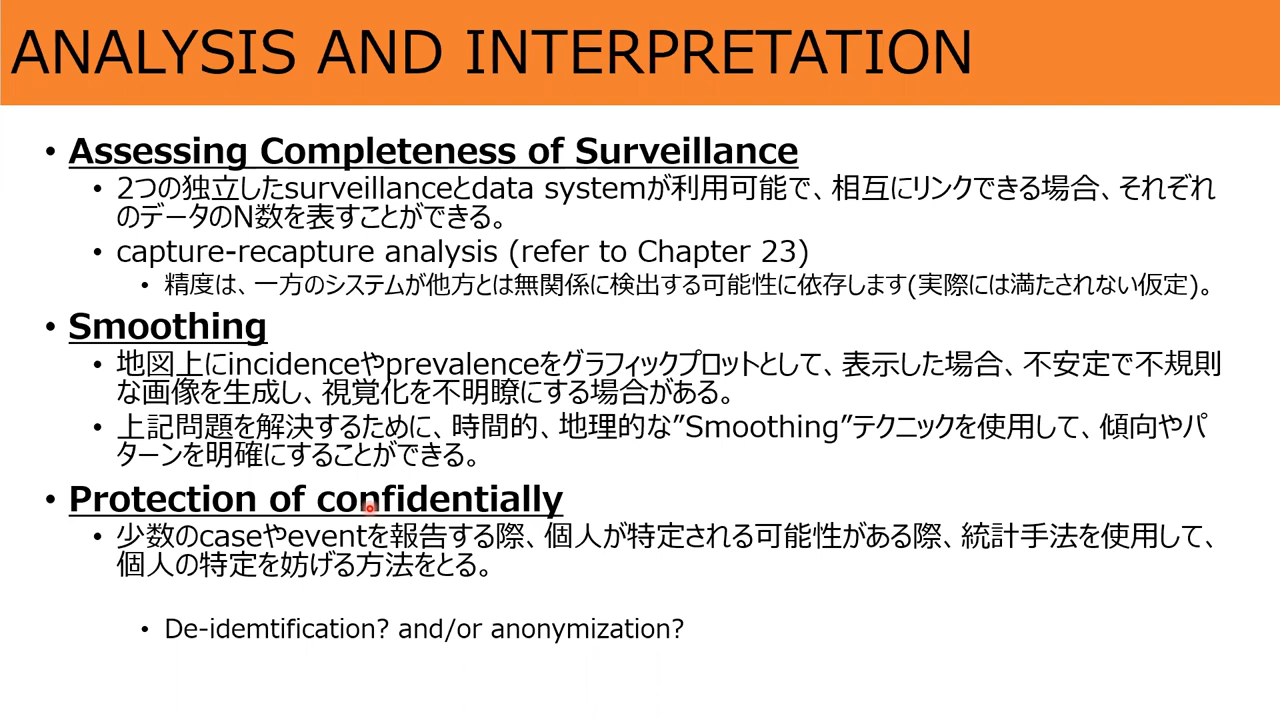 ANALYSIS AND INTERPRETATION
• Assessing Completeness of Surveillance
• 2つの独立したsurveillanceとdata systemが利用可能で、相互にリンクできる場合、それぞれ
のデータのN数を表すことができる。
• capture-recapture analysis (refer to Chapter 23)
• 精度は、一方のシステムが他方とは無関係に検出する可能性に依存します(実際には満たされない仮定)。
• Smoothing
• 地図上にincidenceやprevalenceをグラフィックプロットとして、表示した場合、不安定で不規則
な画像を生成し、視覚化を不明瞭にする場合がある。
• 上記問題を解決するために、時間的、地理的な”Smoothing”テクニックを使用して、傾向やパ
ターンを明確にすることができる。
• Protection of confidentially
• 少数のcaseやeventを報告する際、個人が特定される可能性がある際、統計手法を使用して、
個人の特定を妨げる方法をとる。
• De-idemtification? and/or anonymization?